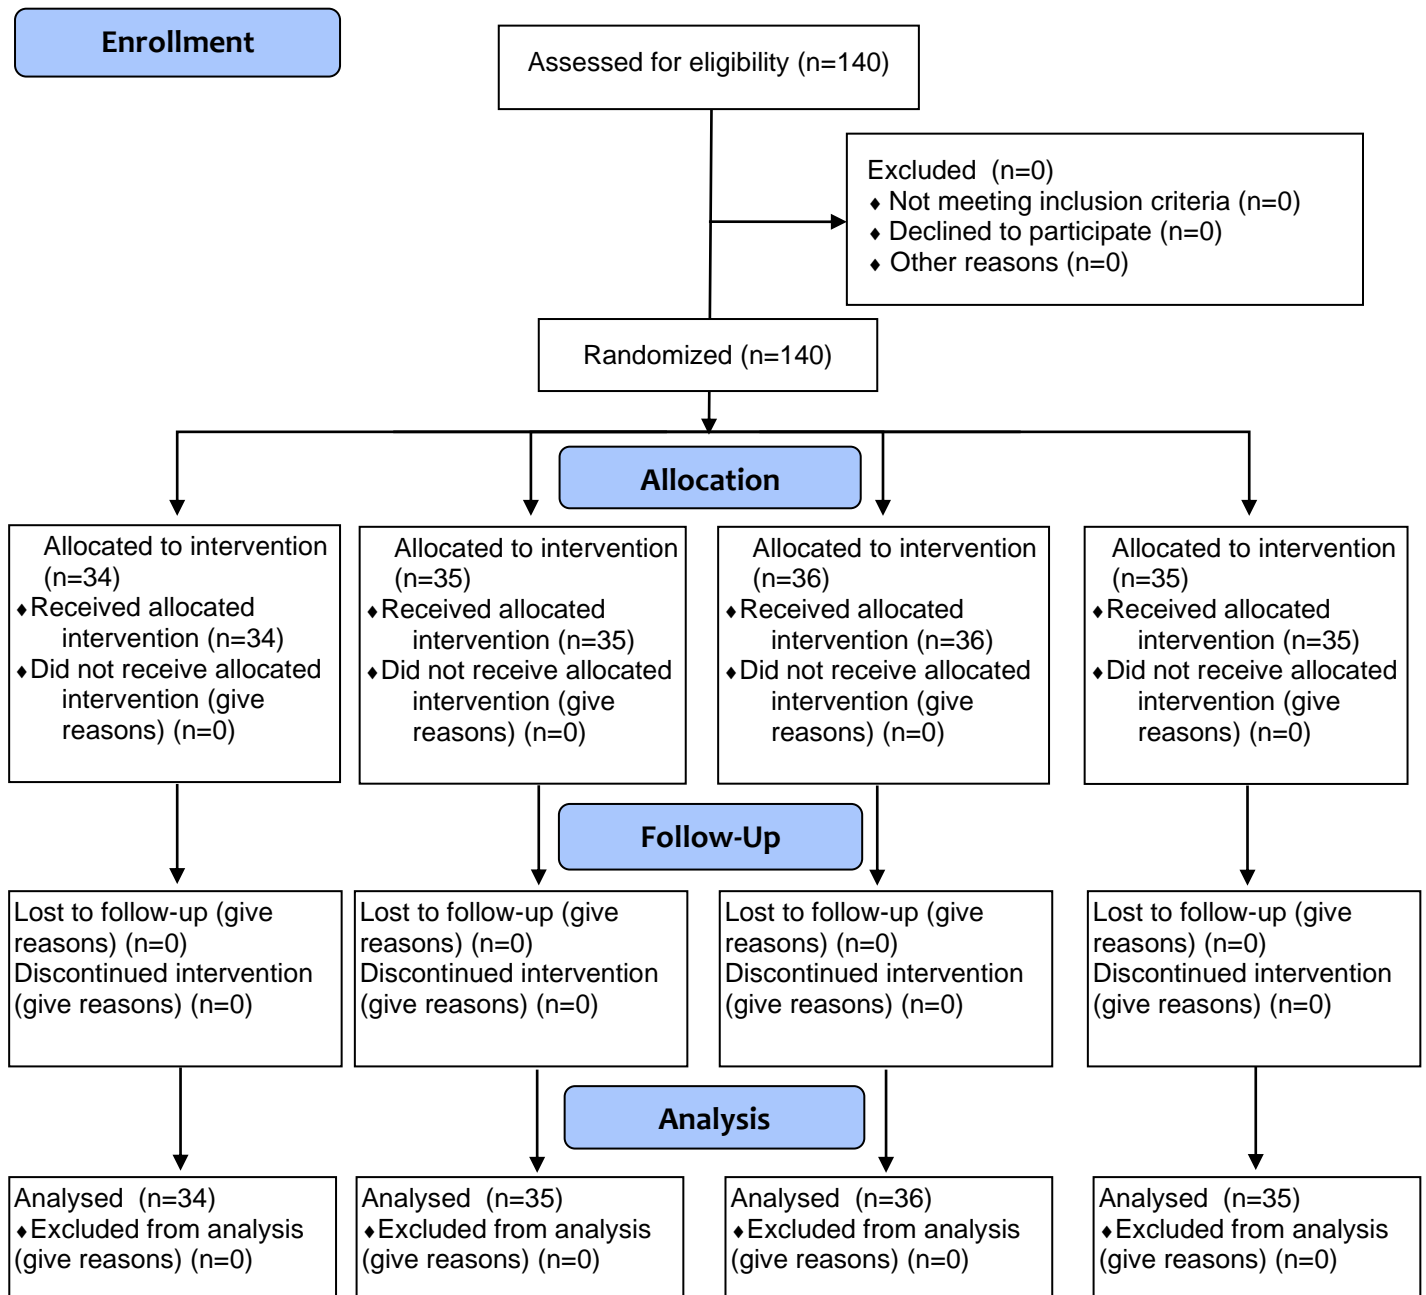 Enrollment
Assessed for eligibility (n=140)
Excluded  (n=0)
♦ Not meeting inclusion criteria (n=0)
♦ Declined to participate (n=0)
♦ Other reasons (n=0)
Randomized (n=140)
Allocation
Allocated to intervention
(n=34)
♦Received allocated
intervention (n=34)
♦Did not receive allocated
intervention (give
reasons) (n=0)
Allocated to intervention
(n=35)
♦Received allocated
intervention (n=35)
♦Did not receive allocated
intervention (give
reasons) (n=0)
Allocated to intervention
(n=36)
♦Received allocated
intervention (n=36)
♦Did not receive allocated
intervention (give
reasons) (n=0)
Allocated to intervention
(n=35)
♦Received allocated
intervention (n=35)
♦Did not receive allocated
intervention (give
reasons) (n=0)
Follow-Up
Lost to follow-up (give
reasons) (n=0)
Discontinued intervention
(give reasons) (n=0)
Lost to follow-up (give
reasons) (n=0)
Discontinued intervention
(give reasons) (n=0)
Lost to follow-up (give
reasons) (n=0)
Discontinued intervention
(give reasons) (n=0)
Lost to follow-up (give
reasons) (n=0)
Discontinued intervention
(give reasons) (n=0)
Analysis
Analysed  (n=34)
♦Excluded from analysis
(give reasons) (n=0)
Analysed  (n=35)
♦Excluded from analysis
(give reasons) (n=0)
Analysed  (n=36)
♦Excluded from analysis
(give reasons) (n=0)
Analysed  (n=35)
♦Excluded from analysis
(give reasons) (n=0)